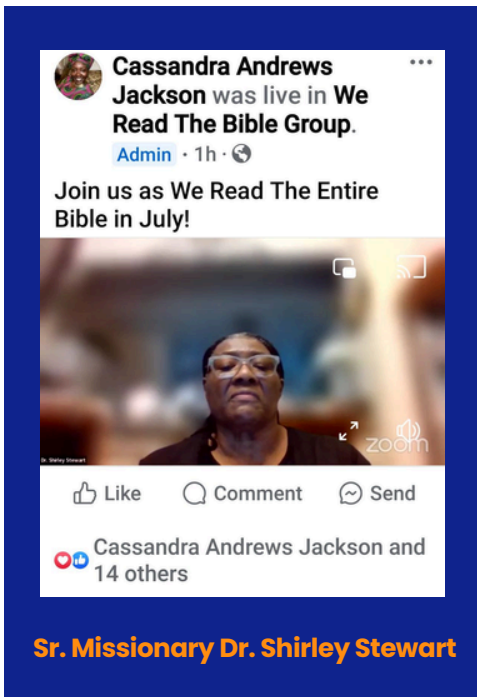 Cassandra Andrews
Jackson was live in We
Read The Bible Group.
Admin · 1h ·
Join us as We Read The Entire
Bible in July!
zoom
Dr. Shirley Stewart
Like Comment Send
Cassandra Andrews Jackson and
14 others
Sr. Missionary Dr. Shirley Stewart